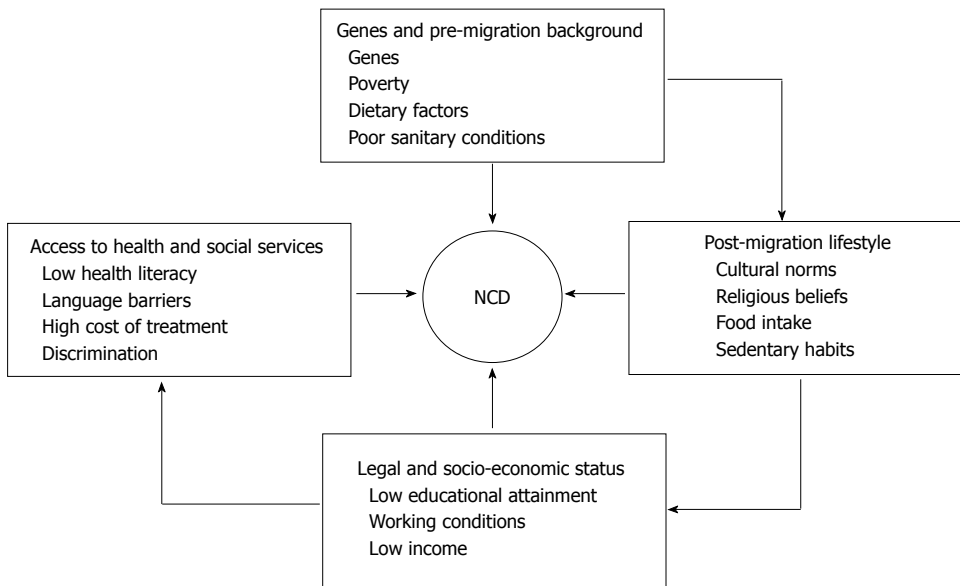 Genes and pre-migration background
Genes
Poverty
Dietary factors
Poor sanitary conditions
Access to health and social services
Low health literacy
Language barriers
High cost of treatment
Discrimination
NCD
Post-migration lifestyle
Cultural norms
Religious beliefs
Food intake
Sedentary habits
Legal and socio-economic status
Low educational attainment
Working conditions
Low income